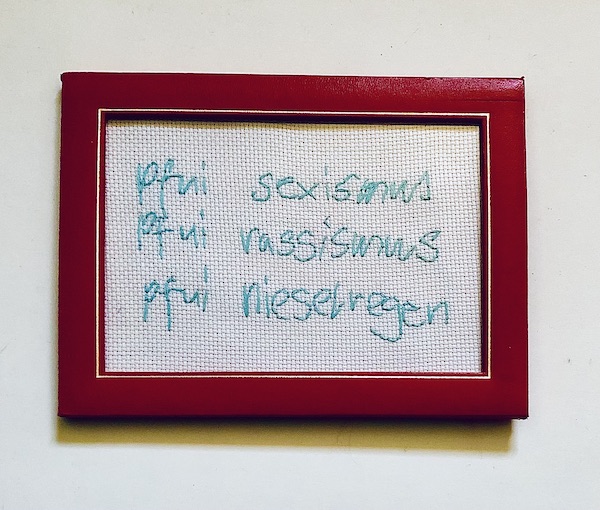 pfui sexismus
pfui rassismus
pfui nieselregen